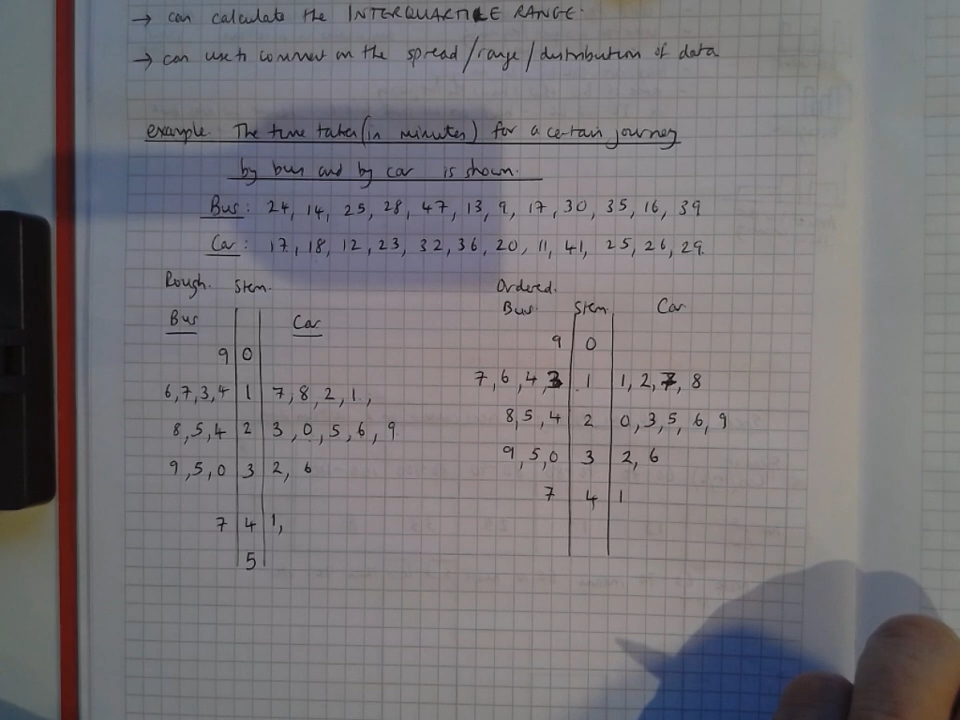 → can calculate the INTERQUARTILE RANGE.
→ can use to comment on the spread/range/distribution of data
example. The time taken (in minutes) for a certain journey
by bus and by car is shown.
Bus: 24, 14, 25, 28, 47, 13, 9, 17, 30, 35, 16, 39
Car: 17, 18, 12, 23, 32, 36, 20, 11, 41, 25, 26, 29.
Rough. Stem.
Bus Car
9 0
6,7,3,4 1 7, 8, 2, 1,
8,5,4 2 3, 0, 5, 6, 9
9,5,0 3 2, 6
7 4 1,
5
Ordered.
Bus. Stem Car
9 0
7,6,4,3 1 1, 2, 7, 8
8,5,4 2 0,3,5, 6, 9
9,5,0 3 2, 6
7 4 1